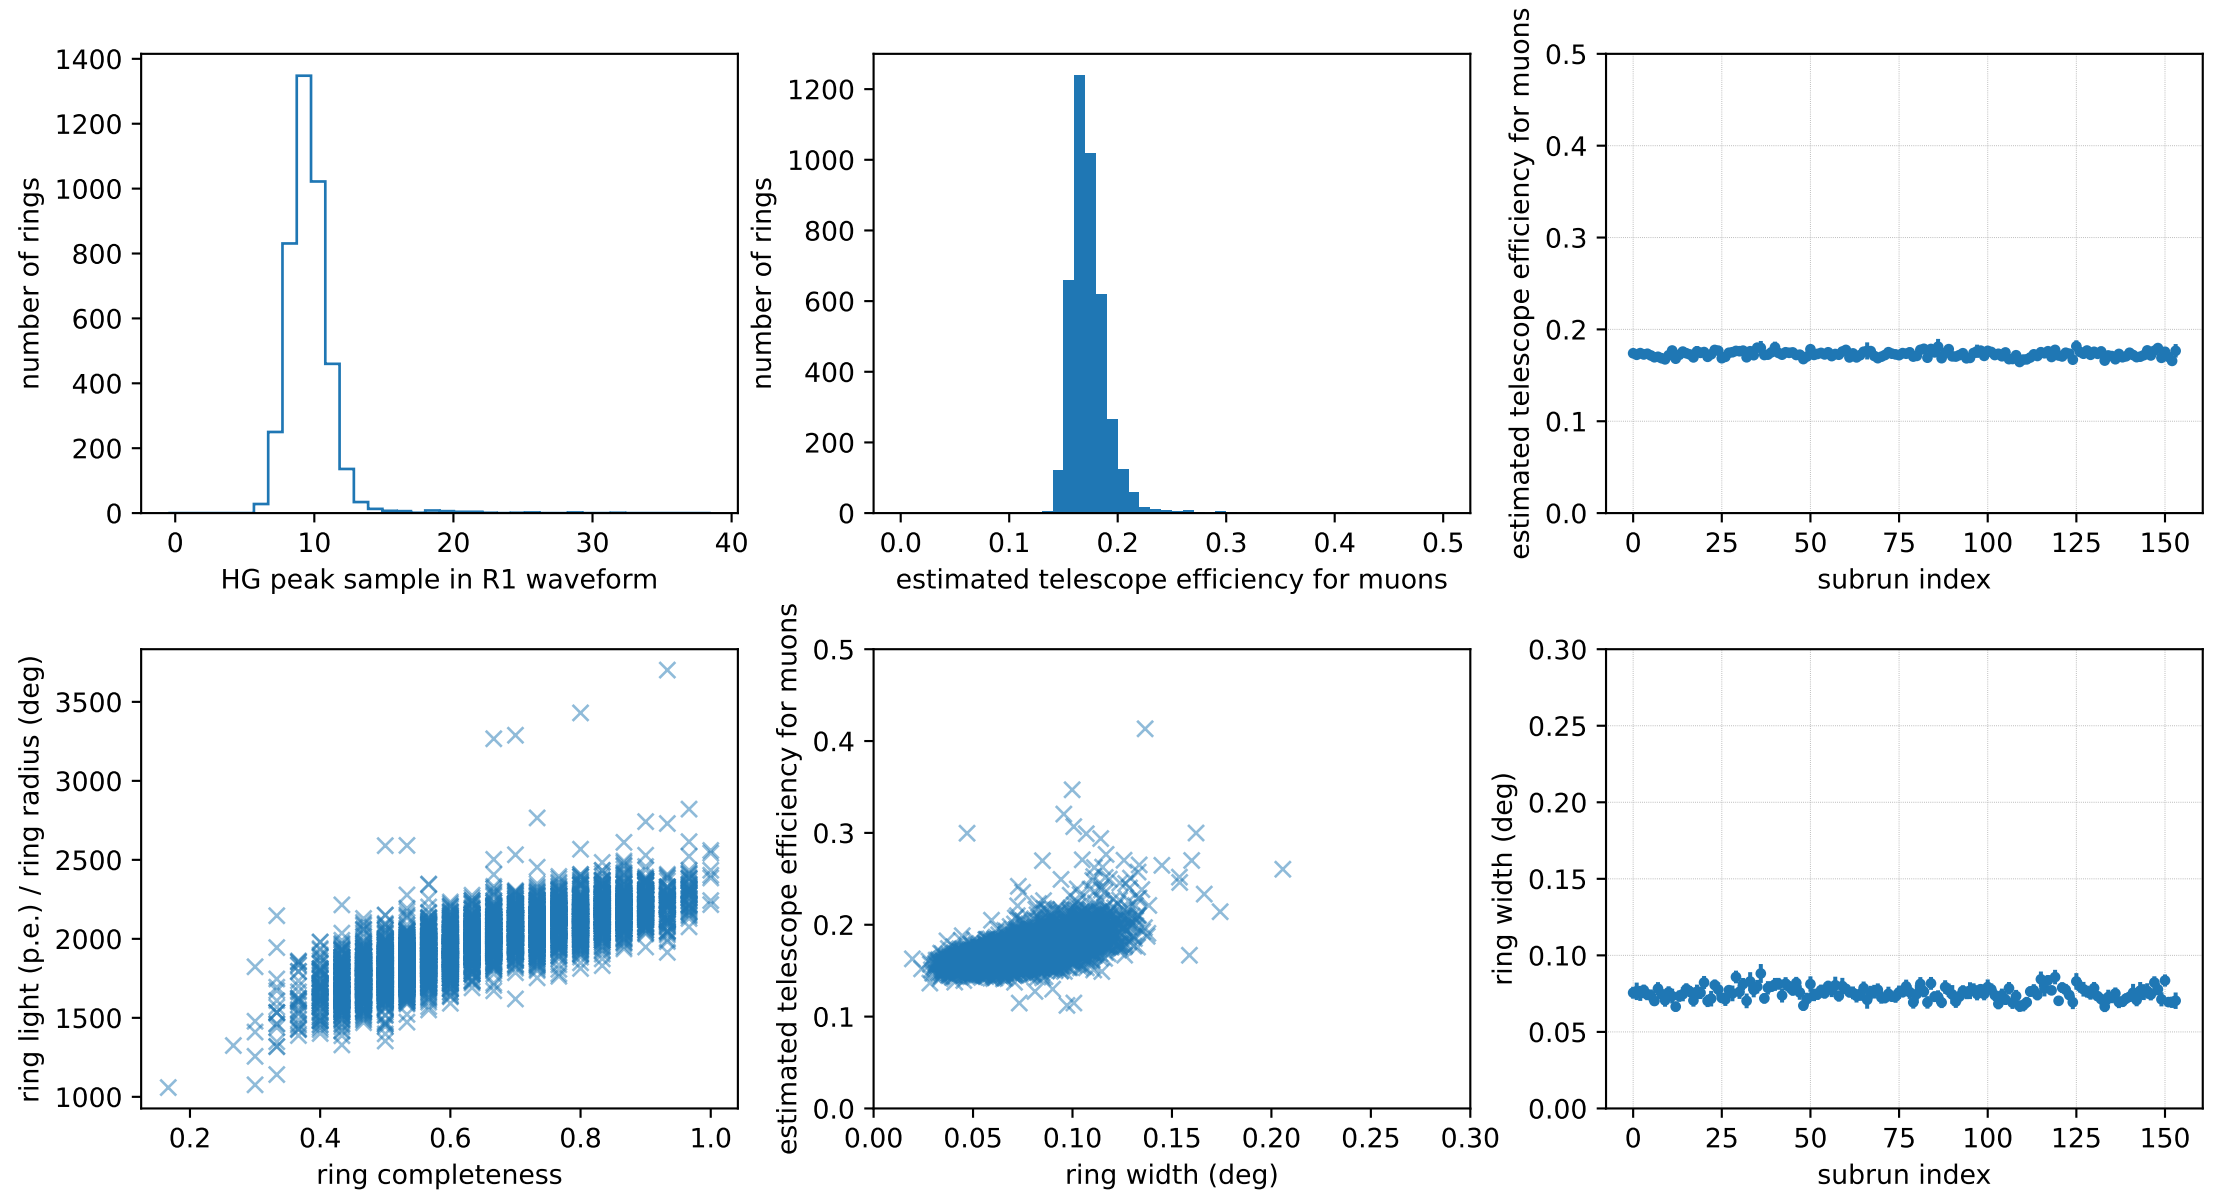 1400
1200
1000
800
600
400
200
0
number of rings
0 10 20 30 40
HG peak sample in R1 waveform
1200
1000
800
600
400
200
0
number of rings
0.0 0.1 0.2 0.3 0.4 0.5
estimated telescope efficiency for muons
0.5
0.4
0.3
0.2
0.1
0.0
estimated telescope efficiency for muons
0 25 50 75 100 125 150
subrun index
3500
3000
2500
2000
1500
1000
ring light (p.e.) / ring radius (deg)
0.2 0.4 0.6 0.8 1.0
ring completeness
0.5
0.4
0.3
0.2
0.1
0.0
estimated telescope efficiency for muons
0.00 0.05 0.10 0.15 0.20 0.25 0.30
ring width (deg)
0.30
0.25
0.20
0.15
0.10
0.05
0.00
ring width (deg)
0 25 50 75 100 125 150
subrun index